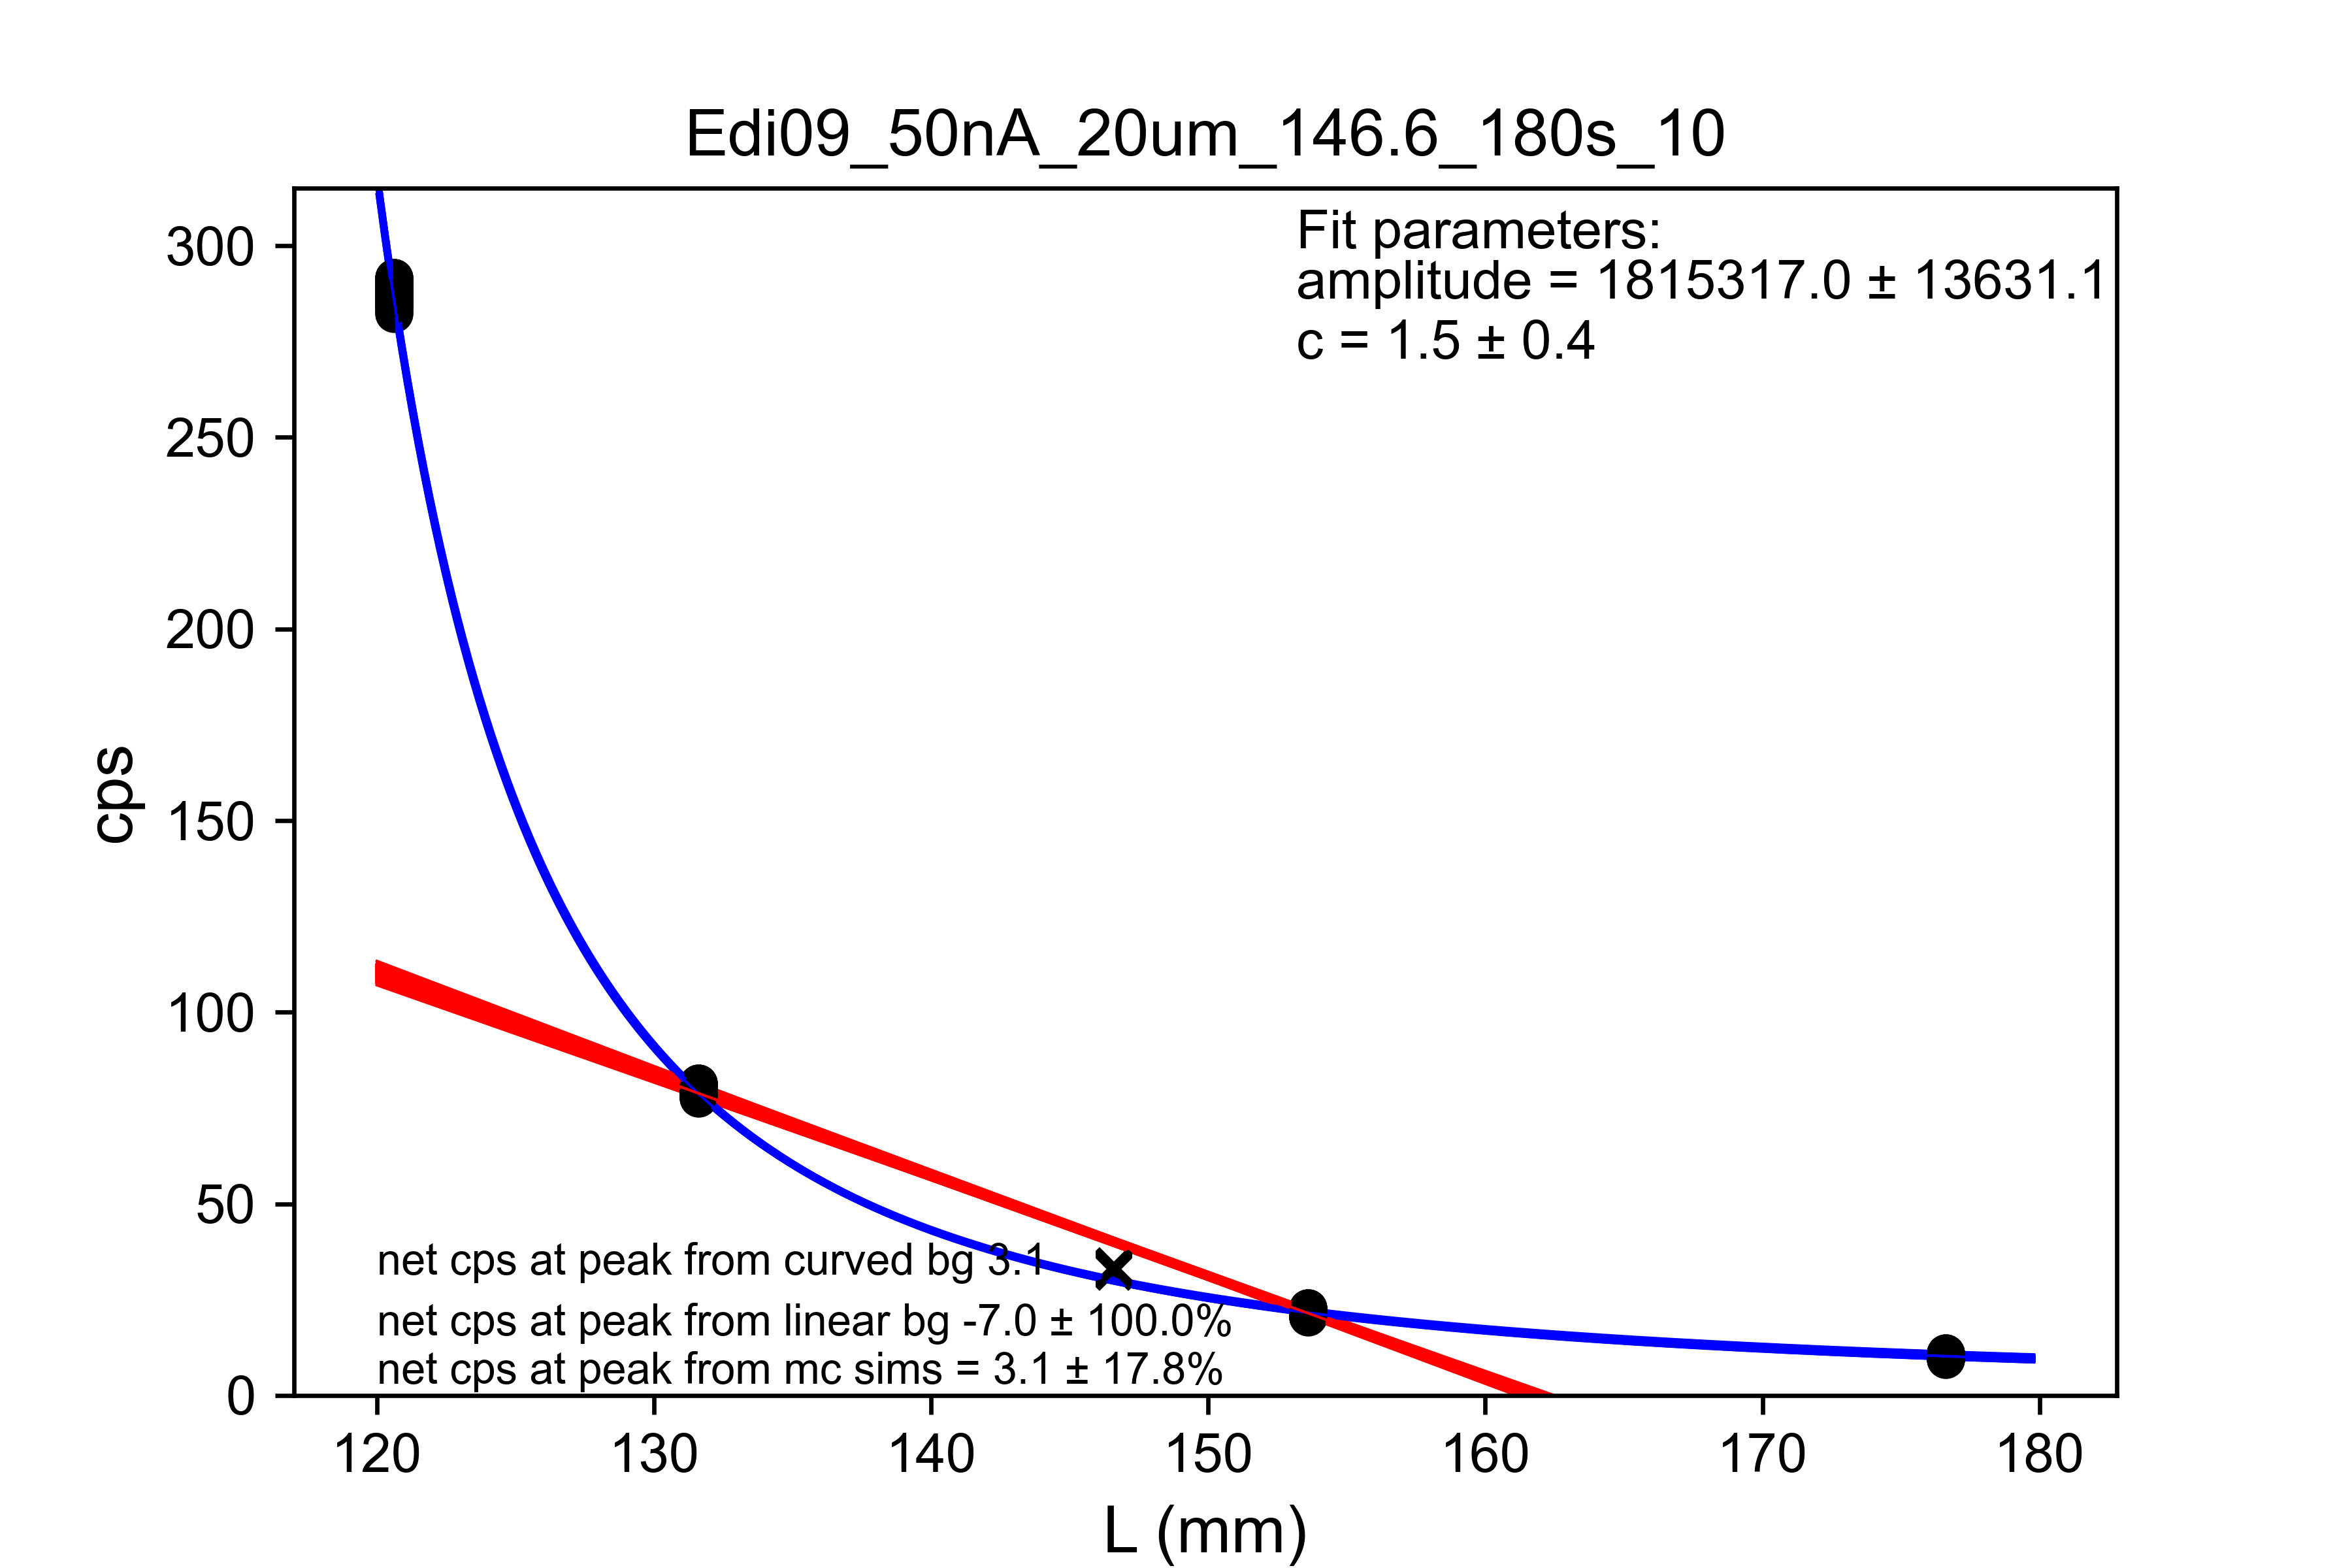 Edi09_50nA_20um_146.6_180s_10
Fit parameters:
amplitude = 1815317.0 ± 13631.1
c = 1.5 ± 0.4
300
250
200
150
100
50
0
cps
net cps at peak from curved bg 3.1
net cps at peak from linear bg -7.0 ± 100.0%
net cps at peak from mc sims = 3.1 ± 17.8%
120 130 140 150 160 170 180
L (mm)